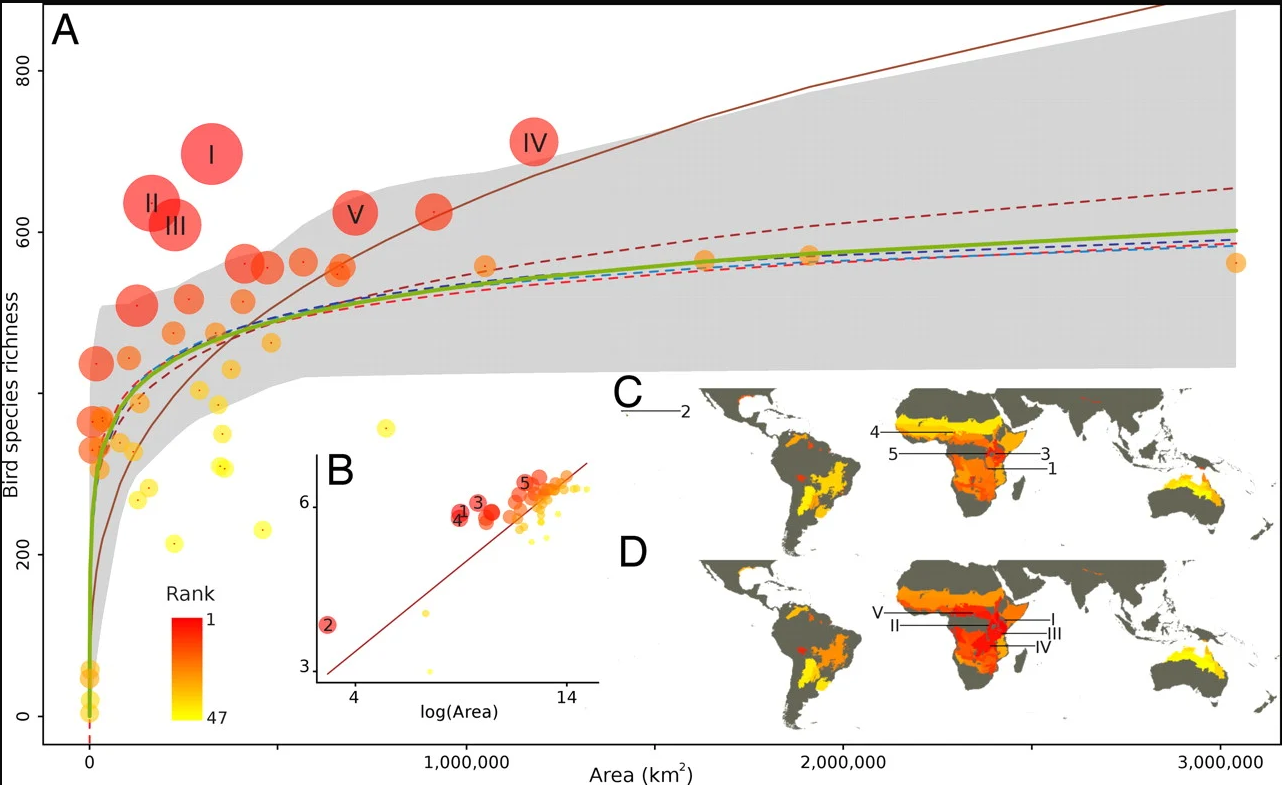 A
I
IV
II
V
III
800
600
200
0
Bird species richness
Rank
1
47
B
5
3
1
4
6
2
3
4
14
log(Area)
C
2
4
5
3
1
D
V
I
II
III
IV
0
1,000,000
2,000,000
3,000,000
Area (km²)